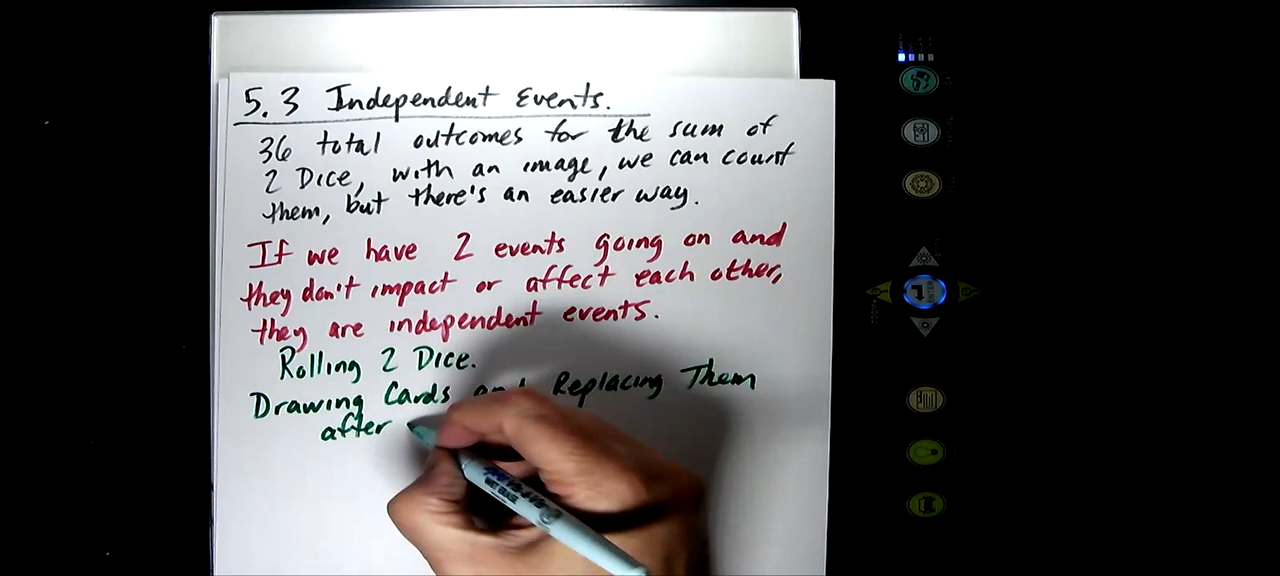 5.3 Independent Events.
36 total outcomes for the sum of
2 Dice, with an image, we can count
them, but there's an easier way.
If we have 2 events going on and
they don't impact or affect each other,
they are independent events.
Rolling 2 Dice.
Drawing Cards and Replacing Them
after